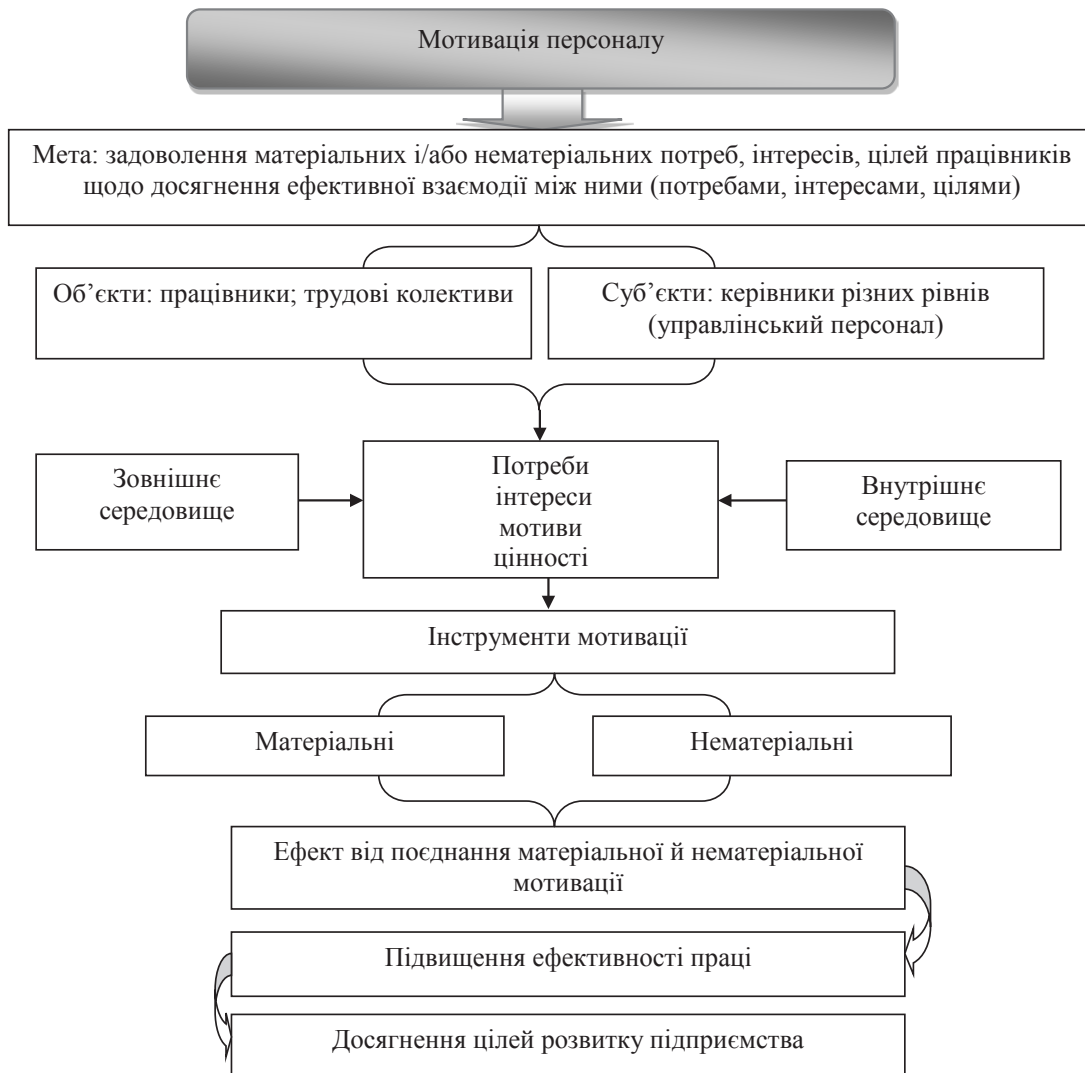 Мотивація персоналу
Мета: задоволення матеріальних і/або нематеріальних потреб, інтересів, цілей працівників
щодо досягнення ефективної взаємодії між ними (потребами, інтересами, цілями)
Об’єкти: працівники; трудові колективи
Суб’єкти: керівники різних рівнів
(управлінський персонал)
Зовнішнє
середовище
Потреби
інтереси
мотиви
цінності
Внутрішнє
середовище
Інструменти мотивації
Матеріальні
Нематеріальні
Ефект від поєднання матеріальної й нематеріальної
мотивації
Підвищення ефективності праці
Досягнення цілей розвитку підприємства